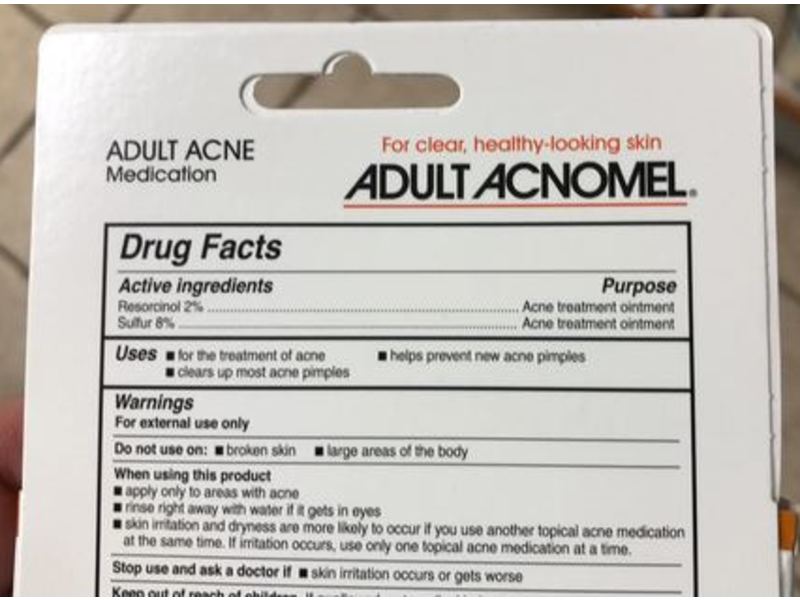 ADULT ACNE
Medication
For clear, healthy-looking skin
ADULT ACNOMEL®
Drug Facts
Active ingredients Purpose
Resorcinol 2% Acne treatment ointment
Sulfur 8% Acne treatment ointment
Uses ■ for the treatment of acne ■ helps prevent new acne pimples
■ clears up most acne pimples
Warnings
For external use only
Do not use on: ■ broken skin ■ large areas of the body
When using this product
■ apply only to areas with acne
■ rinse right away with water if it gets in eyes
■ skin irritation and dryness are more likely to occur if you use another topical acne medication
at the same time. If irritation occurs, use only one topical acne medication at a time.
Stop use and ask a doctor if ■ skin irritation occurs or gets worse
Keep out of reach of children.